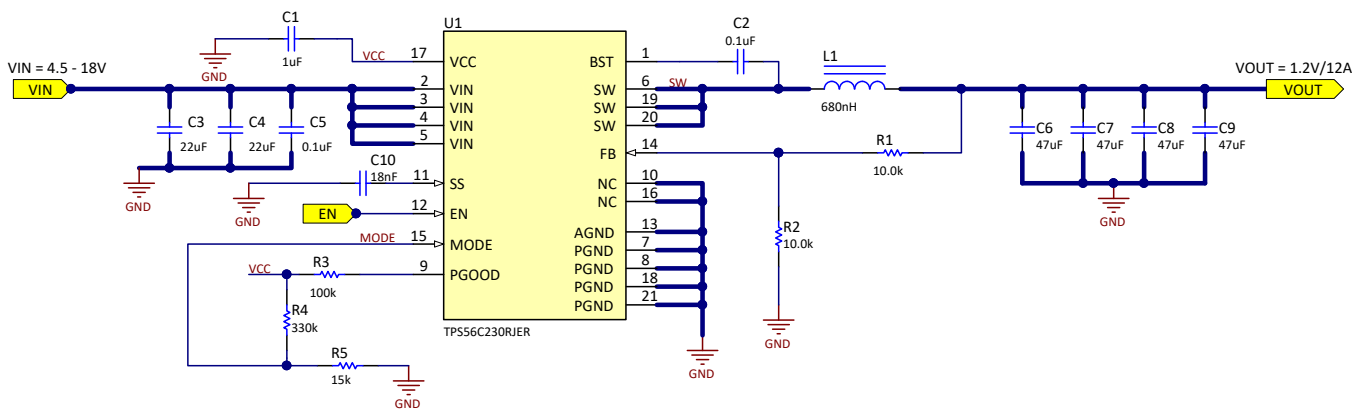 U1
C1
1uF
GND
VCC
17
VCC
VIN = 4.5 - 18V
VIN
2
VIN
3
VIN
4
VIN
5
VIN
C3
22uF
C4
22uF
C5
0.1uF
GND
C10
18nF
GND
11
SS
EN
12
EN
MODE
15
MODE
VCC
R3
100k
9
PGOOD
R4
330k
R5
15k
GND
TPS56C230RJER
BST
1
C2
0.1uF
SW
6
SW
SW
19
SW
20
L1
680nH
FB
14
R1
10.0k
R2
10.0k
GND
NC
10
NC
16
AGND
13
PGND
7
PGND
8
PGND
18
PGND
21
GND
VOUT = 1.2V/12A
VOUT
C6
47uF
C7
47uF
C8
47uF
C9
47uF
GND